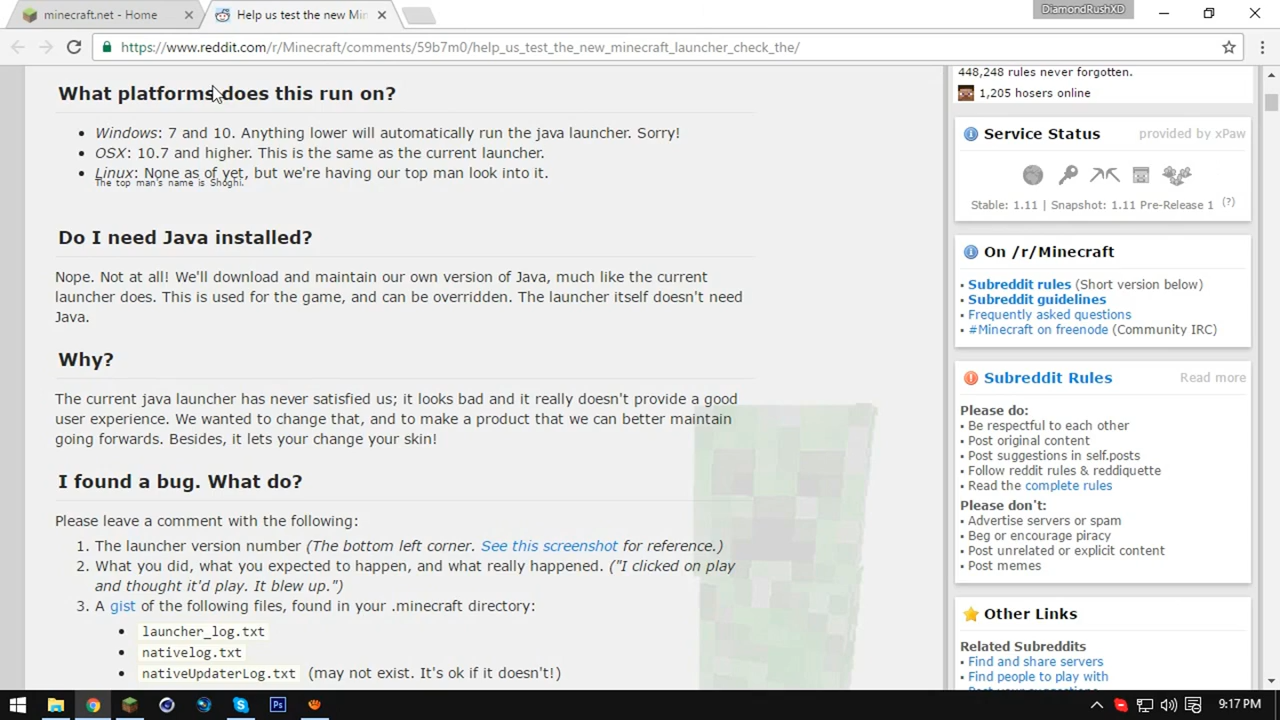 minecraft.net - Home
Help us test the new Min
DiamondRushXD
https://www.reddit.com/r/Minecraft/comments/59b7m0/help_us_test_the_new_minecraft_launcher_check_the/
What platforms does this run on?
• Windows: 7 and 10. Anything lower will automatically run the java launcher. Sorry!
• OSX: 10.7 and higher. This is the same as the current launcher.
• Linux: None as of yet, but we're having our top man look into it.
The top man's name is Shoghi.
Do I need Java installed?
Nope. Not at all! We'll download and maintain our own version of Java, much like the current
launcher does. This is used for the game, and can be overridden. The launcher itself doesn't need
Java.
Why?
The current java launcher has never satisfied us; it looks bad and it really doesn't provide a good
user experience. We wanted to change that, and to make a product that we can better maintain
going forwards. Besides, it lets your change your skin!
I found a bug. What do?
Please leave a comment with the following:
1. The launcher version number (The bottom left corner. See this screenshot for reference.)
2. What you did, what you expected to happen, and what really happened. ("I clicked on play
and thought it'd play. It blew up.")
3. A gist of the following files, found in your .minecraft directory:
• launcher_log.txt
• nativelog.txt
• nativeUpdaterLog.txt (may not exist. It's ok if it doesn't!)
448,248 rules never forgotten.
1,205 hosers online
Service Status provided by xPaw
Stable: 1.11 | Snapshot: 1.11 Pre-Release 1 (?)
On /r/Minecraft
▪ Subreddit rules (Short version below)
▪ Subreddit guidelines
▪ Frequently asked questions
▪ #Minecraft on freenode (Community IRC)
Subreddit Rules Read more
Please do:
▪ Be respectful to each other
▪ Post original content
▪ Post suggestions in self.posts
▪ Follow reddit rules & rediquette
▪ Read the complete rules
Please don't:
▪ Advertise servers or spam
▪ Beg or encourage piracy
▪ Post unrelated or explicit content
▪ Post memes
Other Links
Related Subreddits
▪ Find and share servers
▪ Find people to play with
Ps
9:17 PM